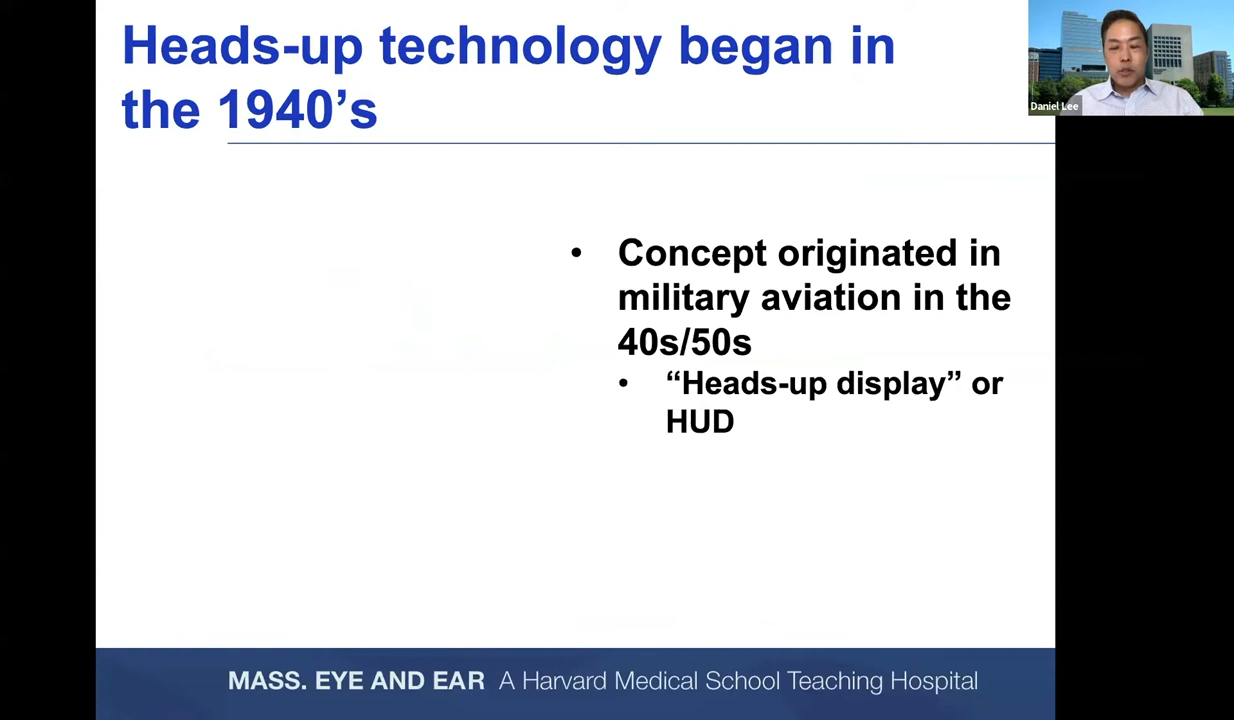 Heads-up technology began in
the 1940’s
Daniel Lee
• Concept originated in
military aviation in the
40s/50s
• “Heads-up display” or
HUD
MASS. EYE AND EAR A Harvard Medical School Teaching Hospital